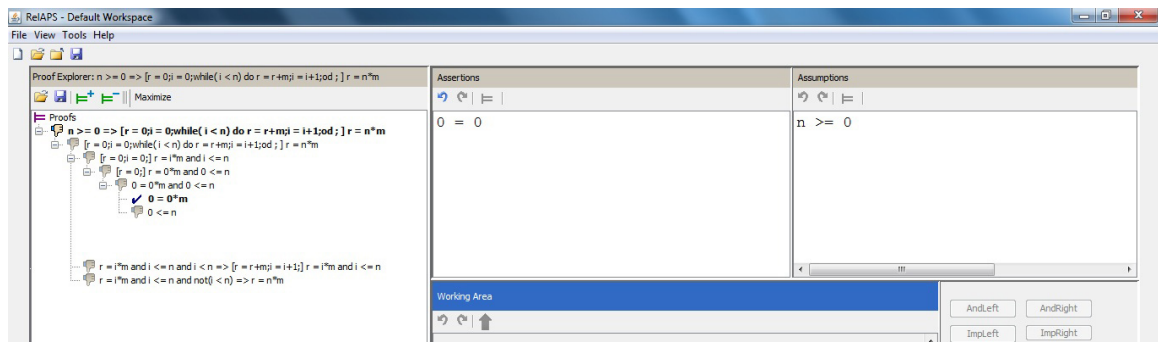 RelAPS - Default Workspace
File View Tools Help
Proof Explorer: n >= 0 => [r = 0;i = 0;while( i < n) do r = r+m;i = i+1;od ; ] r = n*m
Maximize
Proofs
n >= 0 => [r = 0;i = 0;while( i < n) do r = r+m;i = i+1;od ; ] r = n*m
[r = 0;i = 0;while( i < n) do r = r+m;i = i+1;od ; ] r = n*m
[r = 0;i = 0;] r = i*m and i <= n
[r = 0;] r = 0*m and 0 <= n
0 = 0*m and 0 <= n
0 = 0*m
0 <= n
r = i*m and i <= n and i < n => [r = r+m;i = i+1;] r = i*m and i <= n
r = i*m and i <= n and not(i < n) => r = n*m
Assertions
0 = 0
Assumptions
n >= 0
Working Area
AndLeft AndRight
ImpLeft ImpRight